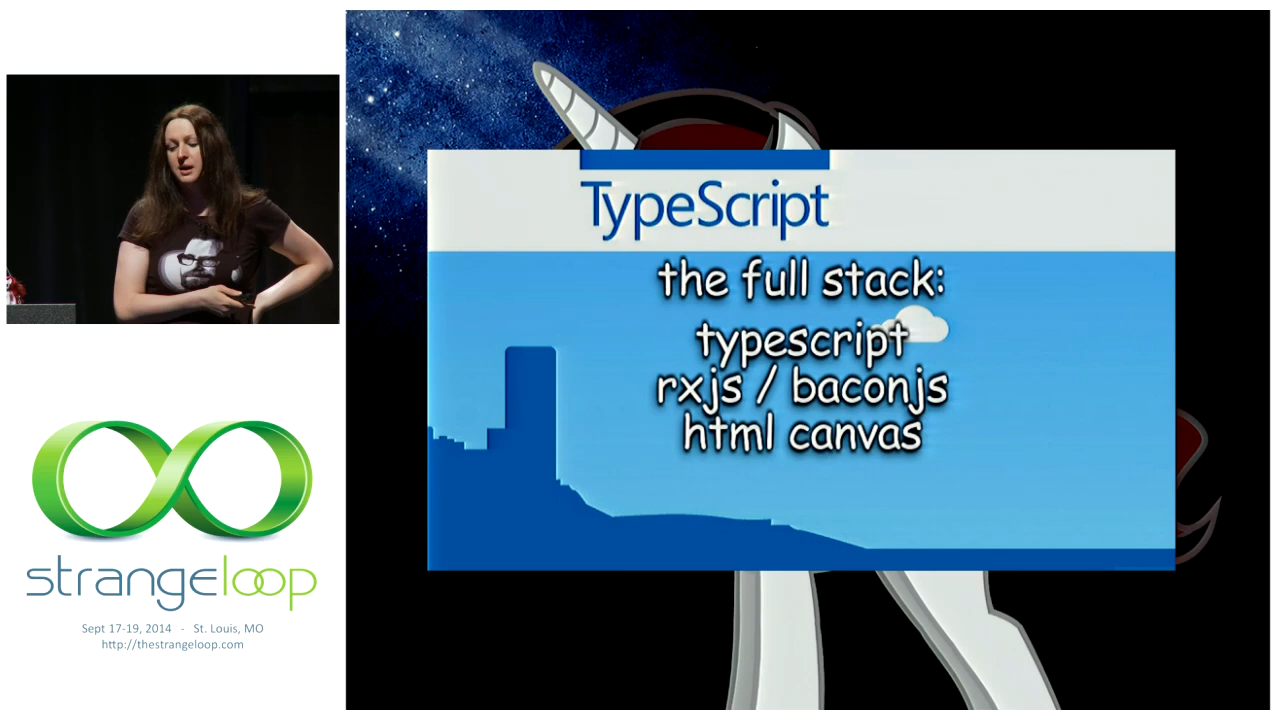 TypeScript
the full stack:
typescript
rxjs / baconjs
html canvas
strangeloop
Sept 17-19, 2014 - St. Louis, MO
http://thestrangeloop.com